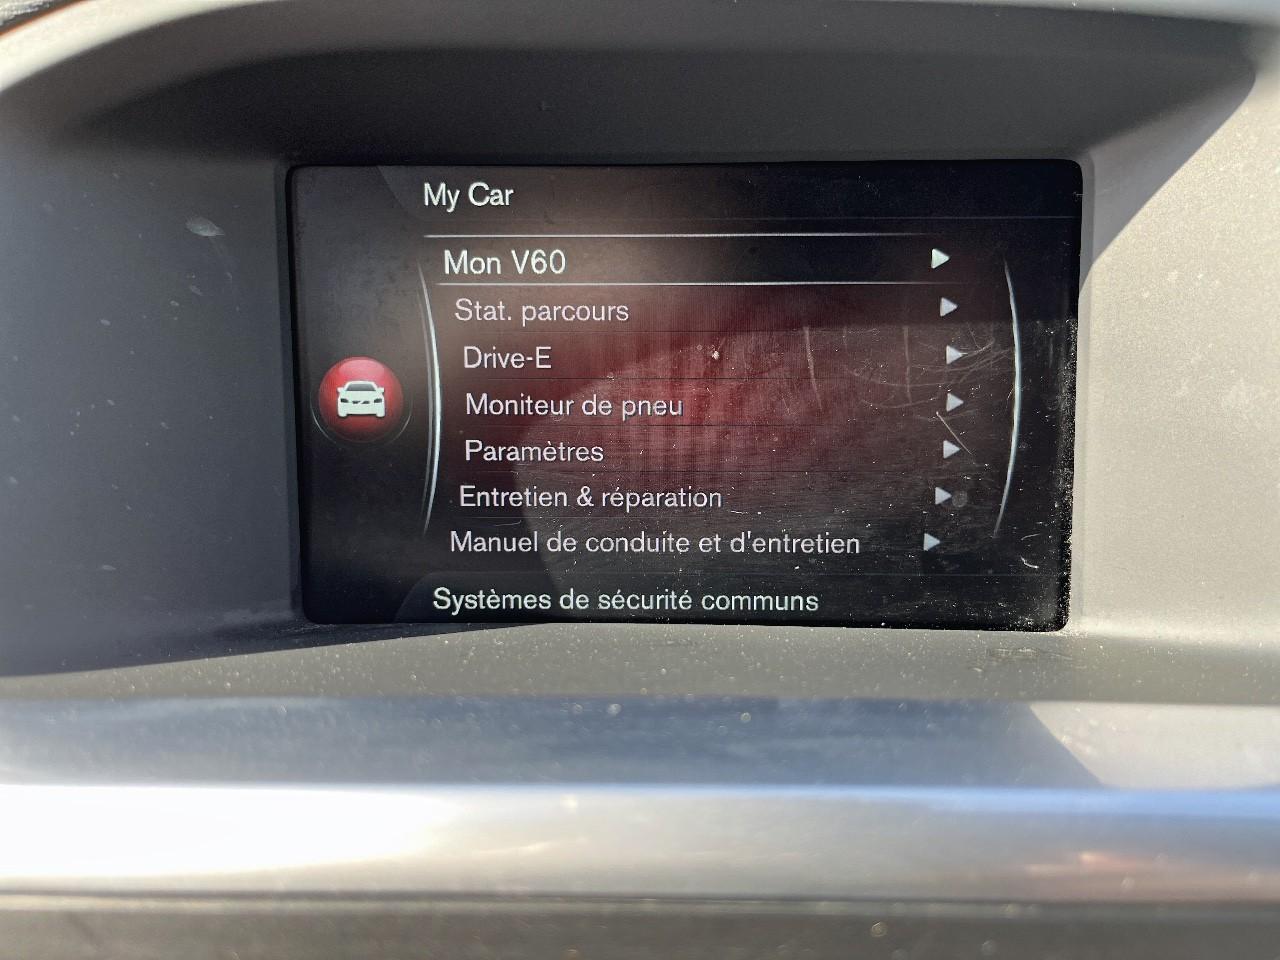 My Car
Mon V60
Stat. parcours
Drive-E
Moniteur de pneu
Paramètres
Entretien & réparation
Manuel de conduite et d'entretien
Systèmes de sécurité communs